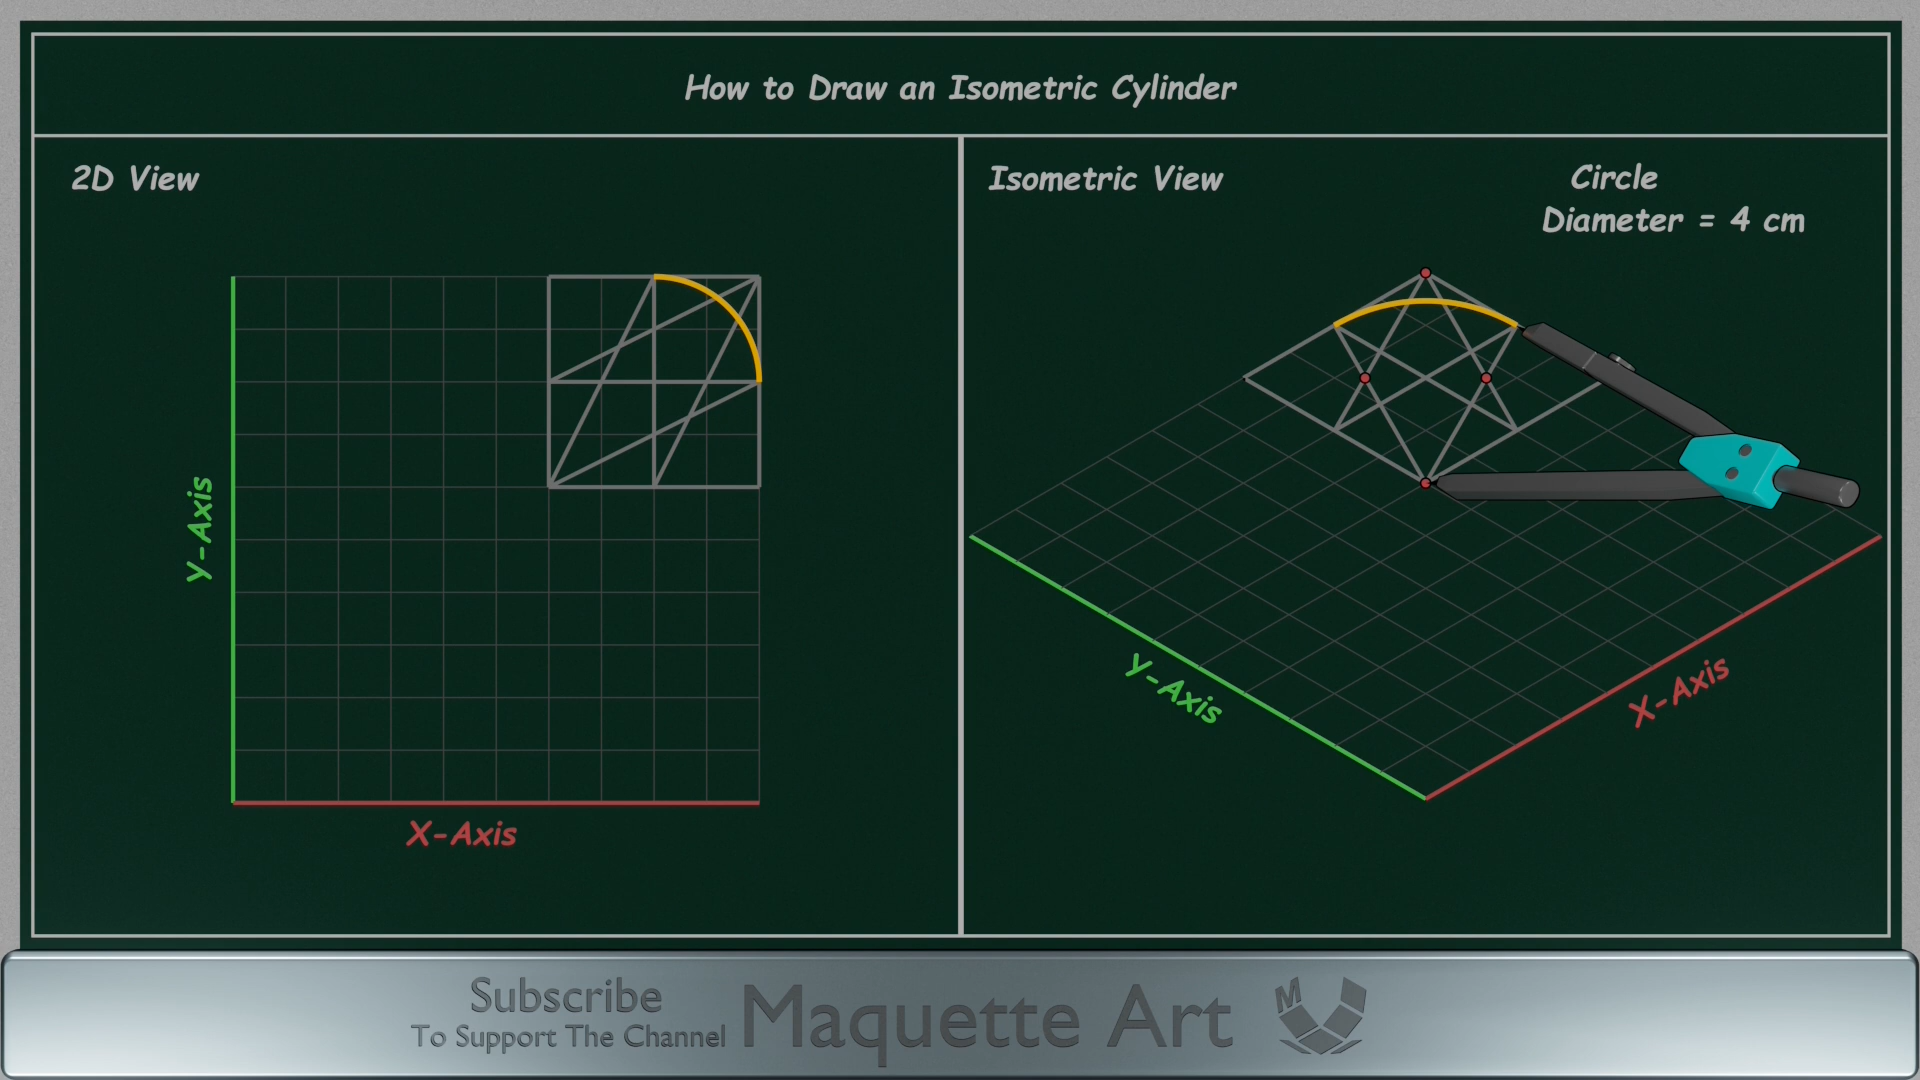 How to Draw an Isometric Cylinder
2D View
Y-Axis
X-Axis
Isometric View
Circle
Diameter = 4 cm
Y-Axis
X-Axis
Subscribe
To Support The Channel
Maquette Art
M